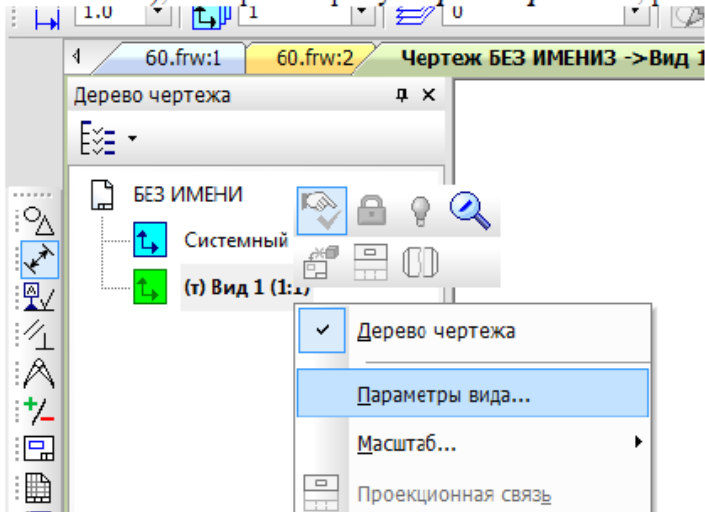 1.0 1 0
60.frw:1 60.frw:2 Чертеж БЕЗ ИМЕНИ3 ->Вид 1
Дерево чертежа
БЕЗ ИМЕНИ
Системный
(т) Вид 1 (1:1)
Дерево чертежа
Параметры вида...
Масштаб...
Проекционная связь